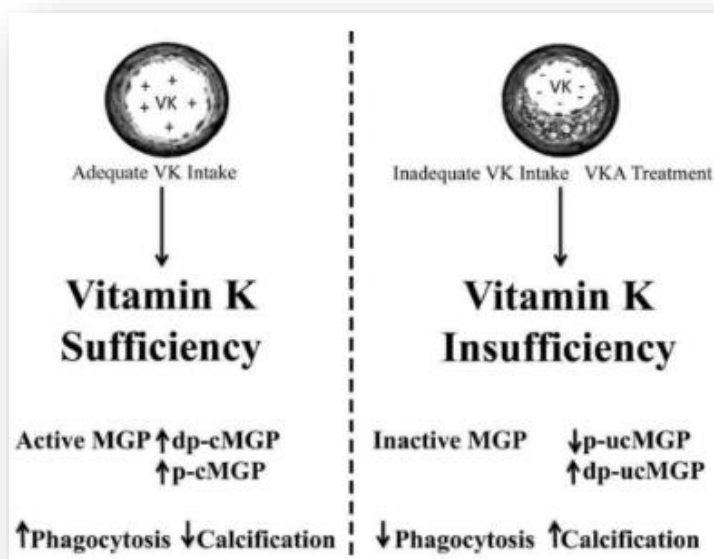 +
+ +
VK
+ +
+
Adequate VK Intake
Vitamin K
Sufficiency
Active MGP ↑dp-cMGP
↑p-cMGP
↑Phagocytosis ↓Calcification
- -
- VK -
- -
-
Inadequate VK Intake VKA Treatment
Vitamin K
Insufficiency
Inactive MGP ↓p-ucMGP
↑dp-ucMGP
↓Phagocytosis ↑Calcification